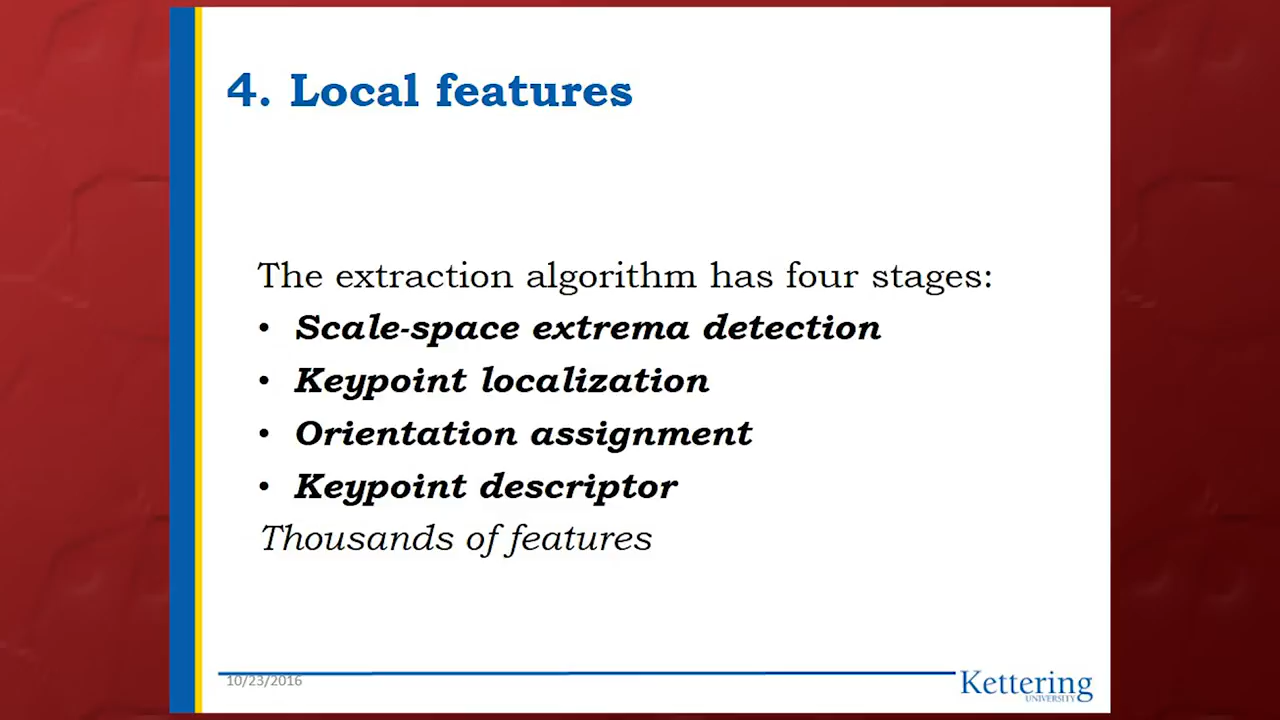 4. Local features
The extraction algorithm has four stages:
• Scale-space extrema detection
• Keypoint localization
• Orientation assignment
• Keypoint descriptor
Thousands of features
10/23/2016
Kettering
UNIVERSITY